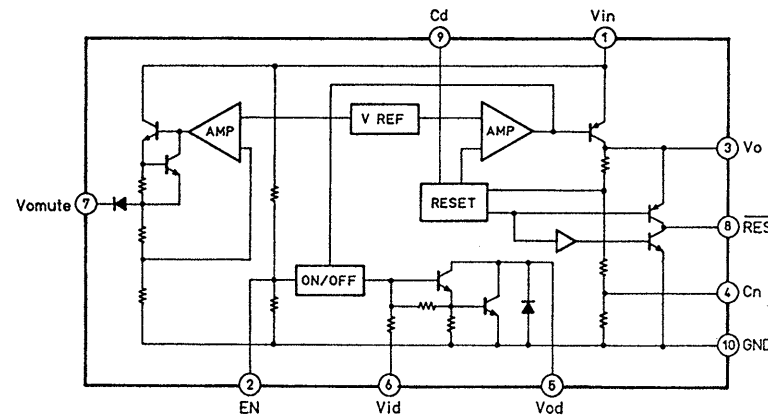 Cd
Vin
9
1
AMP
V REF
AMP
3 Vo
Vomute 7
RESET
8 RES
ON/OFF
4 Cn
10 GND
2
6
5
EN
Vid
Vod